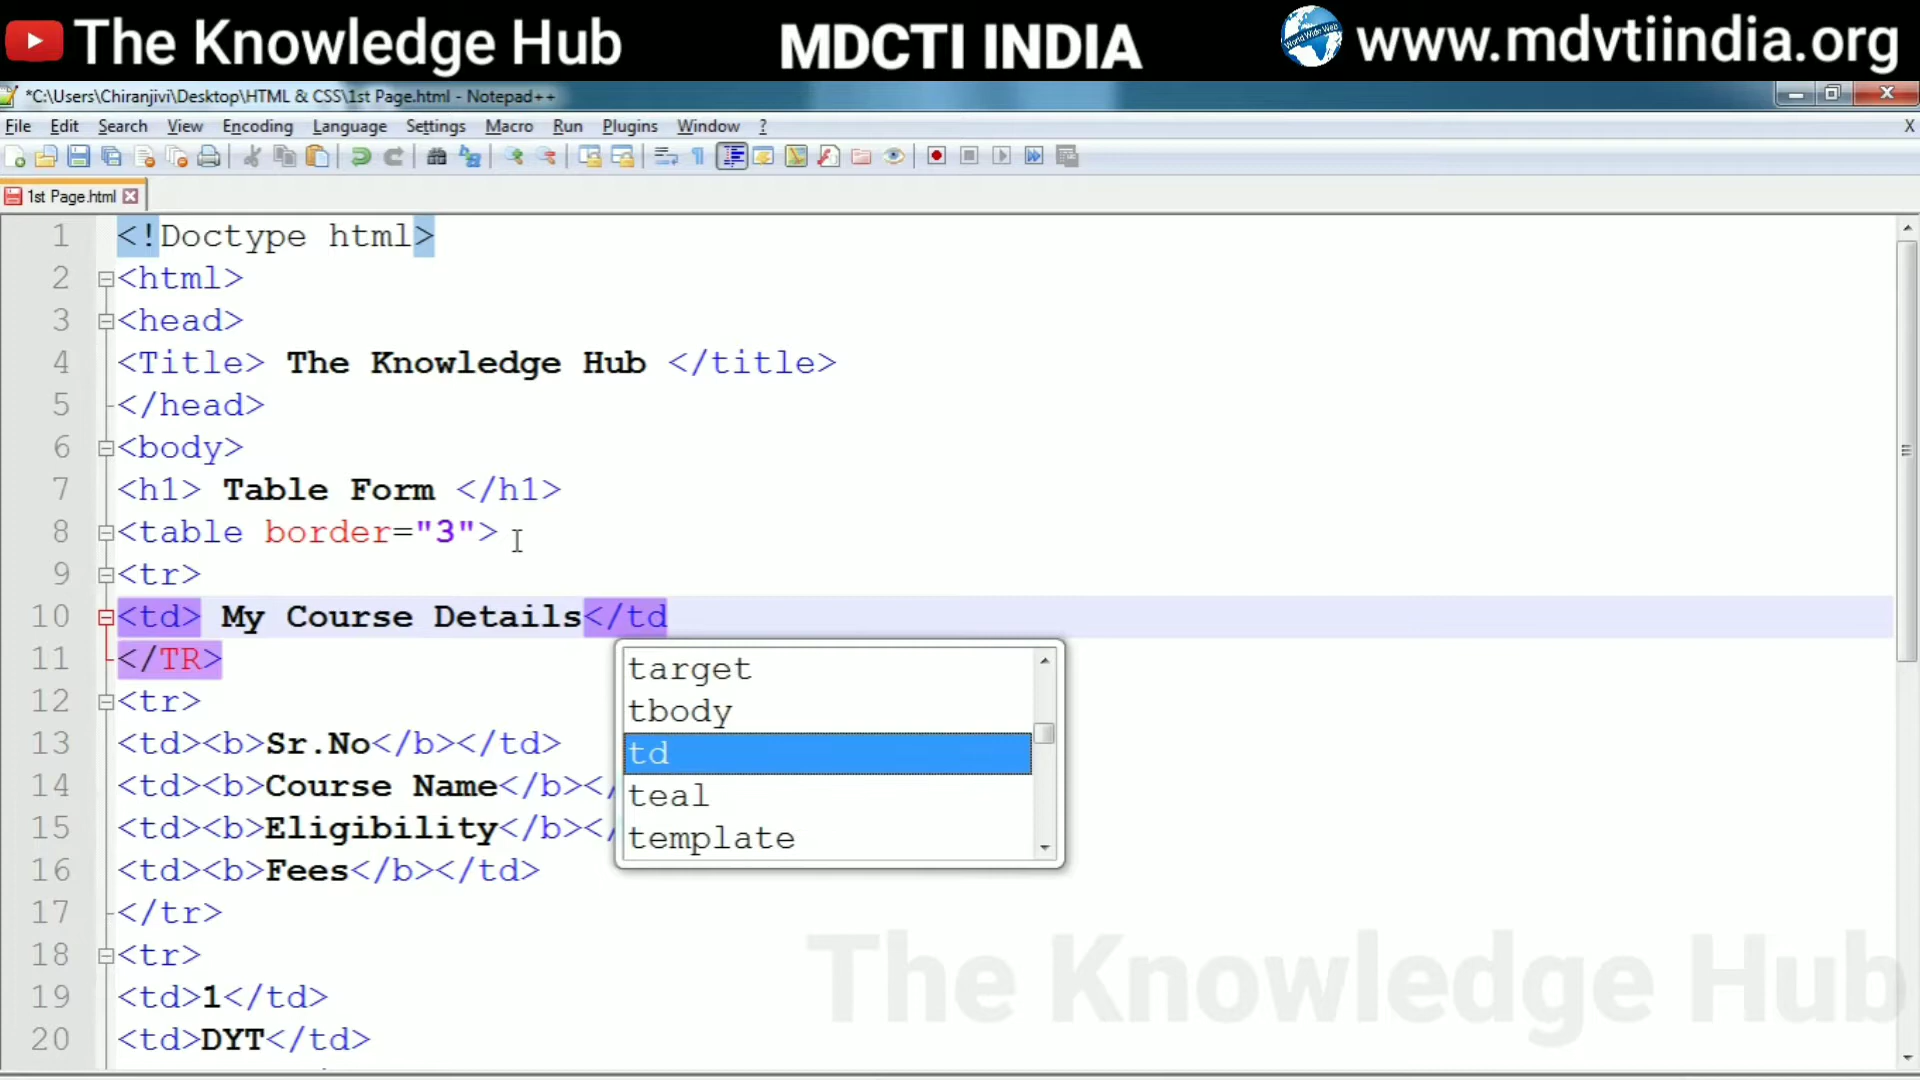 The Knowledge Hub
MDCTI INDIA
World Wide Web
www.mdvtiindia.org
*C:\Users\Chiranjivi\Desktop\HTML & CSS\1st Page.html - Notepad++
File Edit Search View Encoding Language Settings Macro Run Plugins Window ?
X
1st Page.html
1 <!Doctype html>
2 <html>
3 <head>
4 <Title> The Knowledge Hub </title>
5 </head>
6 <body>
7 <h1> Table Form </h1>
8 <table border="3">
9 <tr>
10 <td> My Course Details</td
11 </TR>
12 <tr>
13 <td><b>Sr.No</b></td>
14 <td><b>Course Name</b></
15 <td><b>Eligibility</b></
16 <td><b>Fees</b></td>
17 </tr>
18 <tr>
19 <td>1</td>
20 <td>DYT</td>
target
tbody
td
teal
template
The Knowledge Hub